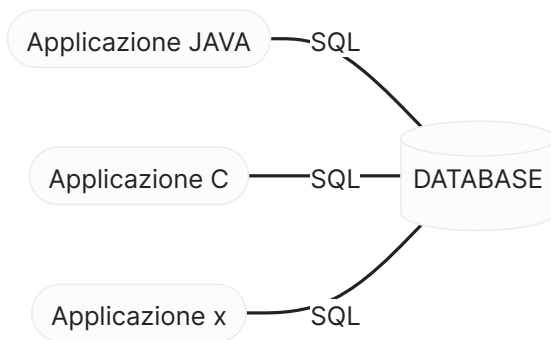 Applicazione JAVA
SQL
Applicazione C
SQL
DATABASE
Applicazione x
SQL